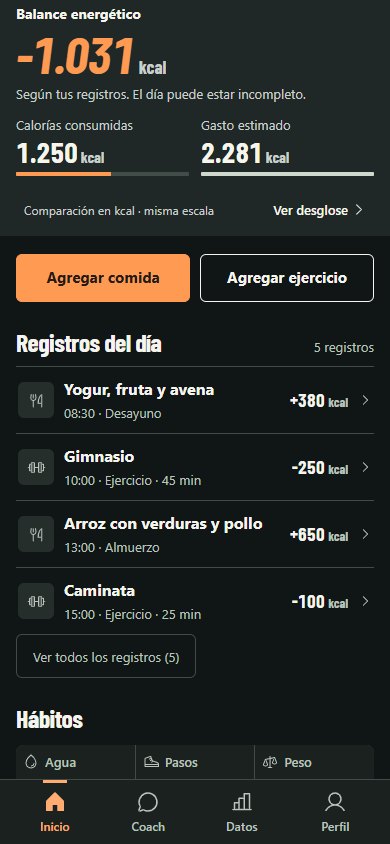 Balance energético
-1.031 kcal
Según tus registros. El día puede estar incompleto.
Calorías consumidas
Gasto estimado
1.250 kcal
2.281 kcal
Comparación en kcal · misma escala
Ver desglose
Agregar comida
Agregar ejercicio
Registros del día
5 registros
Yogur, fruta y avena
08:30 · Desayuno
+380 kcal
Gimnasio
10:00 · Ejercicio · 45 min
-250 kcal
Arroz con verduras y pollo
13:00 · Almuerzo
+650 kcal
Caminata
15:00 · Ejercicio · 25 min
-100 kcal
Ver todos los registros (5)
Hábitos
Agua
Pasos
Peso
Inicio
Coach
Datos
Perfil